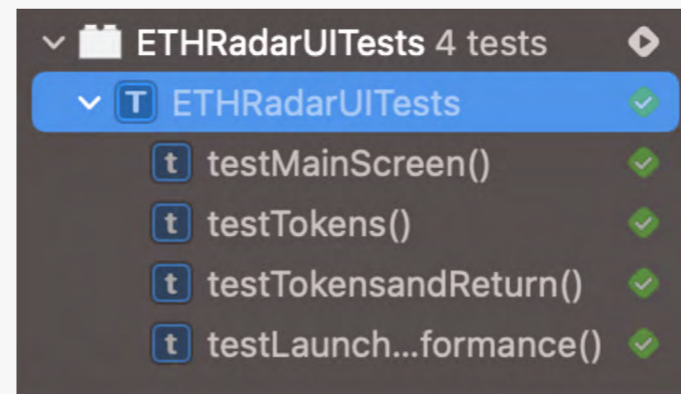 ETHRadarUITests 4 tests
T ETHRadarUITests
t testMainScreen()
t testTokens()
t testTokensandReturn()
t testLaunch...formance()